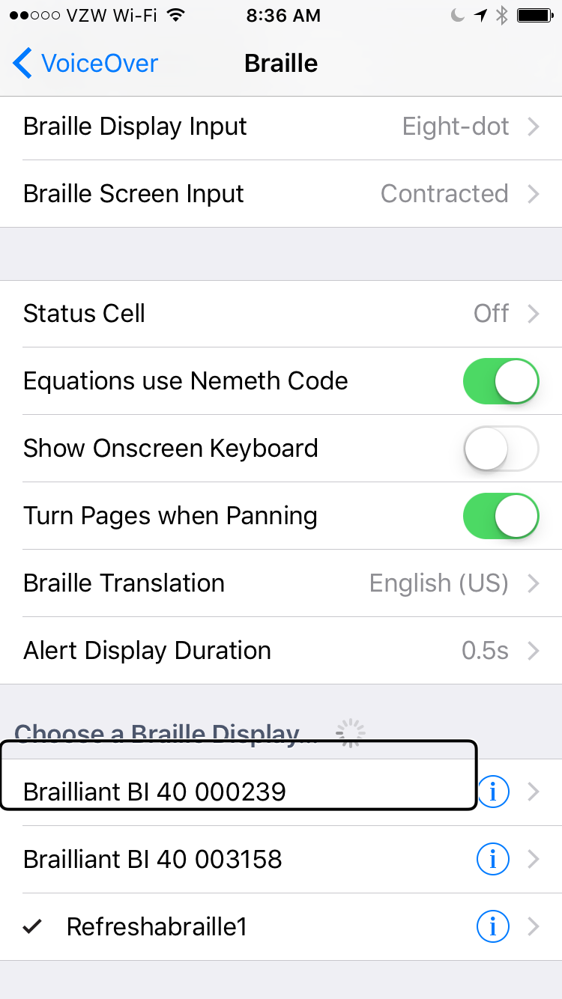 VZW Wi-Fi 8:36 AM
VoiceOver Braille
Braille Display Input Eight-dot
Braille Screen Input Contracted
Status Cell Off
Equations use Nemeth Code
Show Onscreen Keyboard
Turn Pages when Panning
Braille Translation English (US)
Alert Display Duration 0.5s
Choose a Braille Display...
Brailliant BI 40 000239 i
Brailliant BI 40 003158 i
Refreshabraille1 i